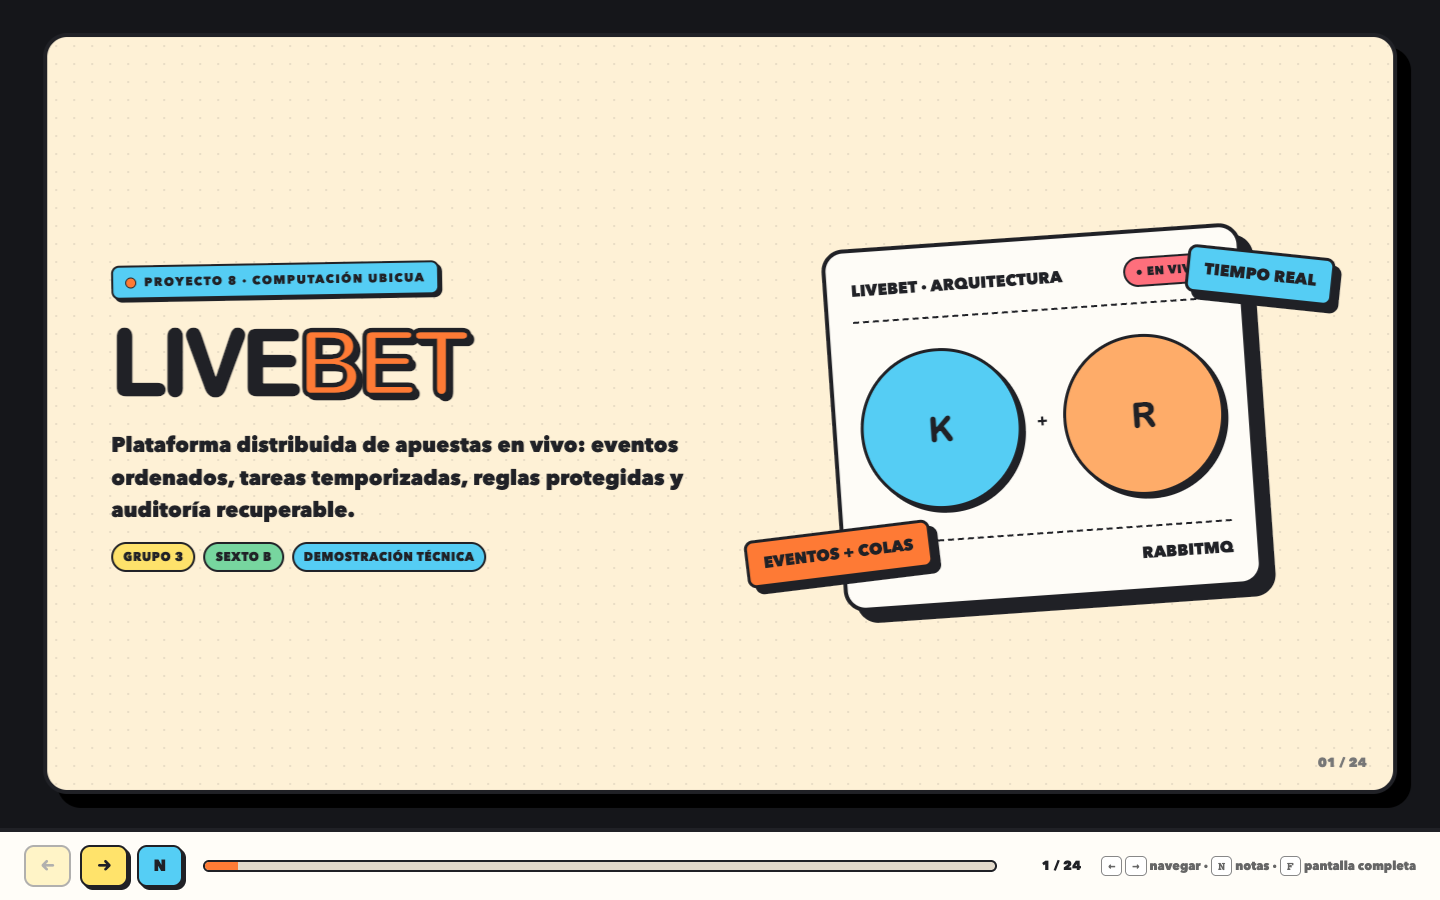 PROYECTO 8 · COMPUTACIÓN UBICUA
LIVEBET
Plataforma distribuida de apuestas en vivo: eventos
ordenados, tareas temporizadas, reglas protegidas y
auditoría recuperable.
GRUPO 3
SEXTO B
DEMOSTRACIÓN TÉCNICA
LIVEBET · ARQUITECTURA
• EN VIV
TIEMPO REAL
K
+
R
EVENTOS + COLAS
RABBITMQ
01 / 24
← → N
1 / 24
← → navegar · N notas · F pantalla completa